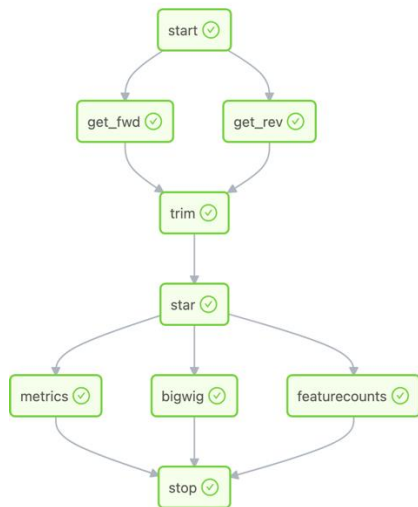 start
get_fwd
get_rev
trim
star
metrics
bigwig
featurecounts
stop